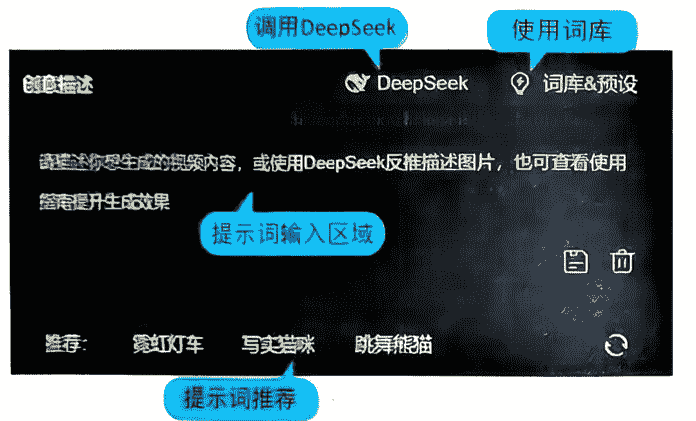 调用DeepSeek
使用词库
创意描述
DeepSeek
词库&预设
请描述你想生成的视频内容，或使用DeepSeek反推描述图片，也可查看使用
指南提升生成效果
提示词输入区域
推荐：
霓虹灯车
写实猫咪
跳舞熊猫
提示词推荐